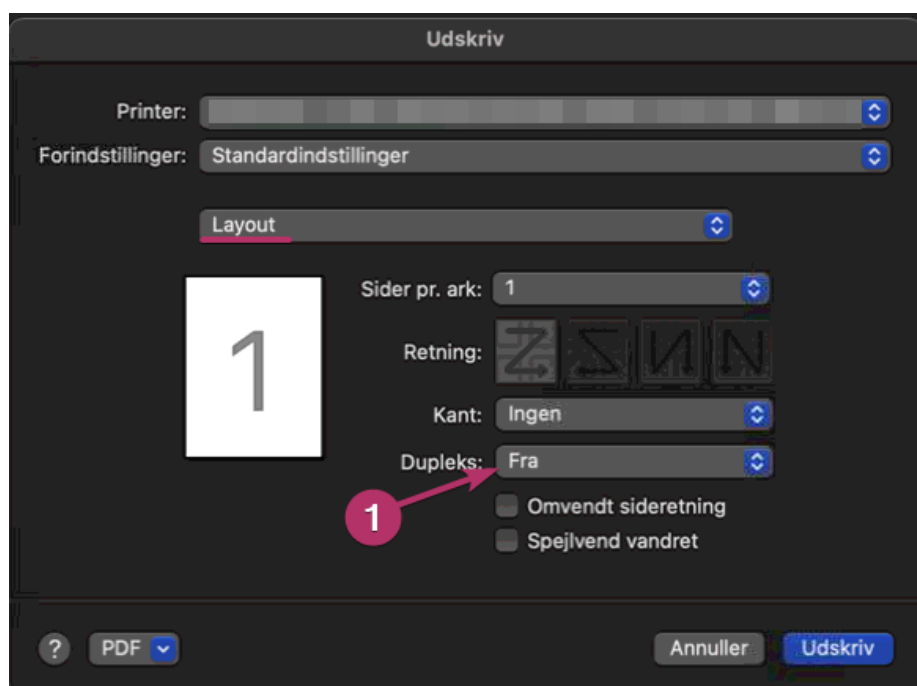 Udskriv
Printer:
Forindstillinger: Standardindstillinger
Layout
1
Sider pr. ark: 1
Retning:
Kant: Ingen
Dupleks: Fra
1
Omvendt sideretning
Spejlvend vandret
? PDF Annuller Udskriv